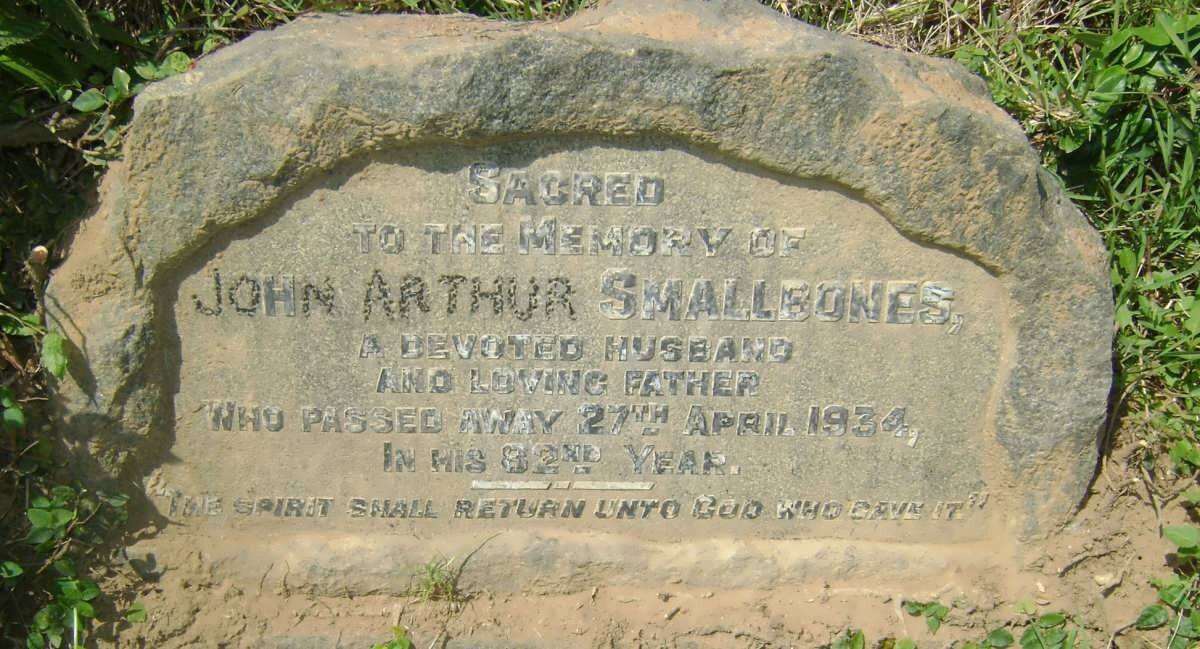 SACRED
TO THE MEMORY OF
JOHN ARTHUR SMALLBONES,
A DEVOTED HUSBAND
AND LOVING FATHER
WHO PASSED AWAY 27TH APRIL 1934,
IN HIS 82ND YEAR.
"THE SPIRIT SHALL RETURN UNTO GOD WHO GAVE IT."